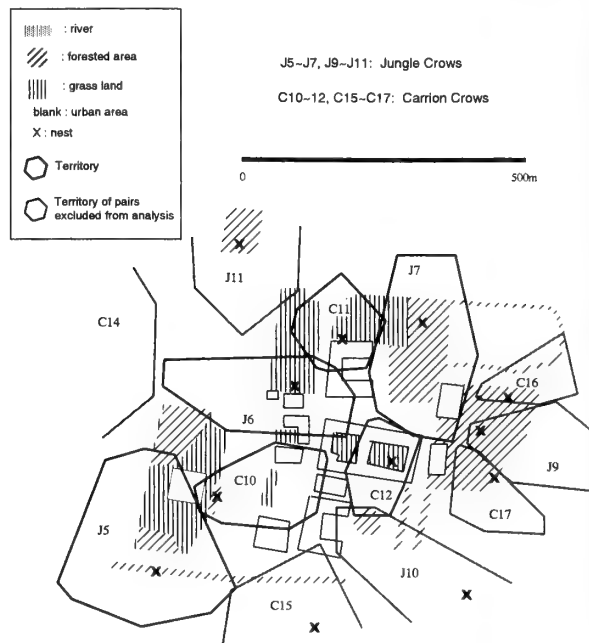 : river
: forested area
: grass land
blank : urban area
X : nest
Territory
Territory of pairs
excluded from analysis
J5~J7, J9~J11: Jungle Crows
C10~12, C15~C17: Carrion Crows
0
500m
J11
J7
C14
C11
C16
J6
C10
C12
J9
C17
J5
J10
C15